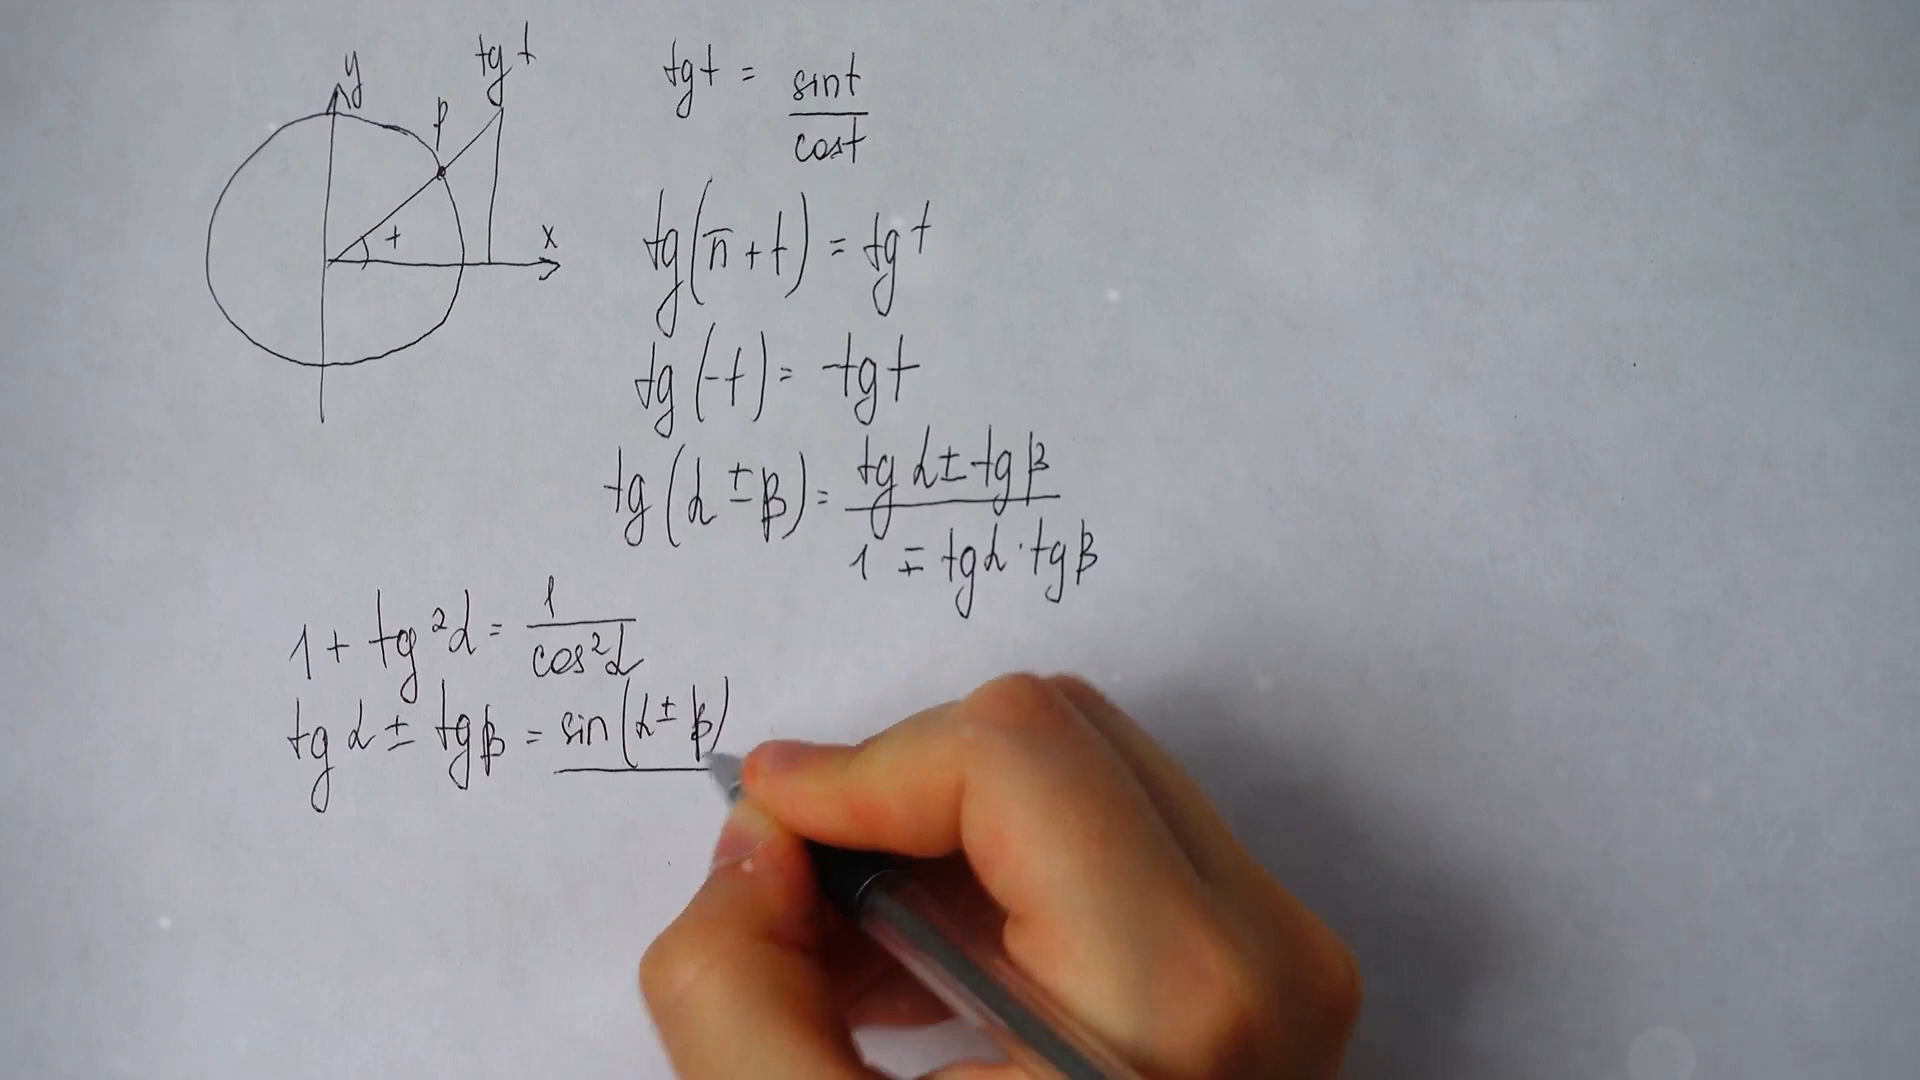 y
tg t
P
t
x
tg t = sin t / cos t
tg(π + t) = tg t
tg(-t) = -tg t
tg(α ± β) = (tg α ± tg β) / (1 ∓ tg α · tg β)
1 + tg²α = 1 / cos²α
tg α ± tg β = sin(α ± β)